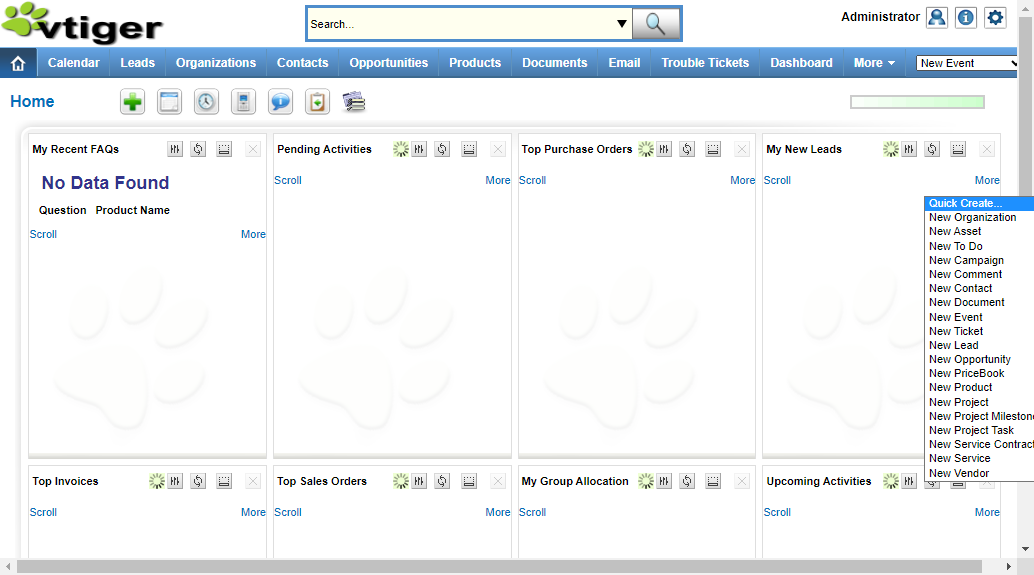 vtiger
Search...
Administrator
Calendar Leads Organizations Contacts Opportunities Products Documents Email Trouble Tickets Dashboard More New Event
Home
My Recent FAQs
No Data Found
Question Product Name
Scroll More
Pending Activities
Scroll More
Top Purchase Orders
Scroll More
My New Leads
Scroll More
Quick Create...
New Organization
New Asset
New To Do
New Campaign
New Comment
New Contact
New Document
New Event
New Ticket
New Lead
New Opportunity
New PriceBook
New Product
New Project
New Project Mileston
New Project Task
New Service Contract
New Service
New Vendor
Top Invoices
Scroll More
Top Sales Orders
Scroll More
My Group Allocation
Scroll More
Upcoming Activities
Scroll More